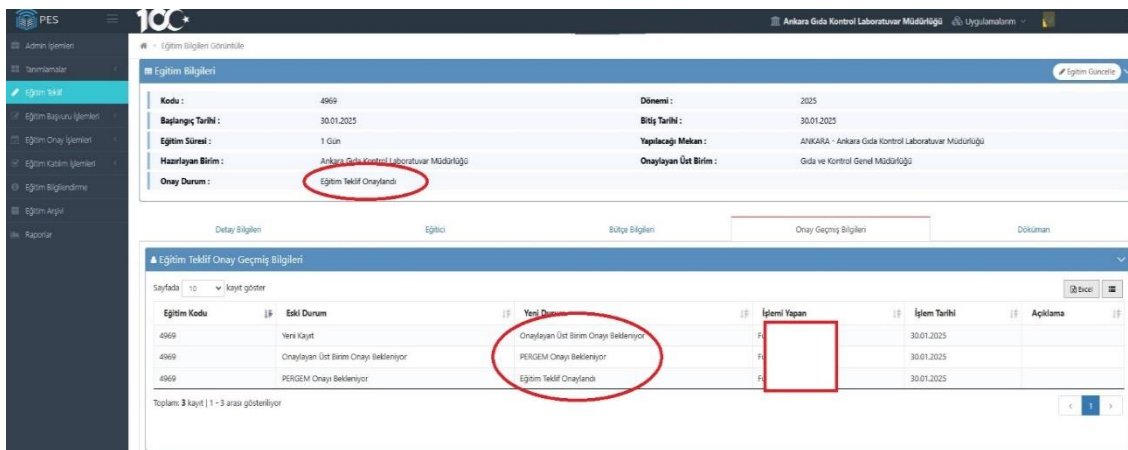 PES
100
Ankara Gıda Kontrol Laboratuvar Müdürlüğü Uygulamalarım
Admin İşlemleri
Tanımlamalar
Eğitim Teklif
Eğitim Başvuru İşlemleri
Eğitim Onay İşlemleri
Eğitim Katılım İşlemleri
Eğitim Bilgilendirme
Eğitim Arşivi
Raporlar
Eğitim Bilgileri Görüntüle
Egitim Bilgileri
Egitim Güncelle
Kodu : 4969 Dönemi : 2025
Başlangıç Tarihi : 30.01.2025 Bitiş Tarihi : 30.01.2025
Eğitim Süresi : 1 Gün Yapılacağı Mekan : ANKARA - Ankara Gıda Kontrol Laboratuvar Müdürlüğü
Hazırlayan Birim : Ankara Gıda Kontrol Laboratuvar Müdürlüğü Onaylayan Üst Birim : Gıda ve Kontrol Genel Müdürlüğü
Onay Durum : Eğitim Teklif Onaylandı
Detay Bilgileri Eğitici Bütçe Bilgileri Onay Geçmiş Bilgileri Döküman
Eğitim Teklif Onay Geçmiş Bilgileri
Sayfada 10 kayıt göster
Excel
Eğitim Kodu Eski Durum Yeni Durum İşlemi Yapan İşlem Tarihi Açıklama
4969 Yeni Kayıt Onaylayan Üst Birim Onayı Bekleniyor 30.01.2025
4969 Onaylayan Üst Birim Onayı Bekleniyor PERGEM Onayı Bekleniyor 30.01.2025
4969 PERGEM Onayı Bekleniyor Eğitim Teklif Onaylandı 30.01.2025
Toplam: 3 kayıt | 1 - 3 arası gösteriliyor
1